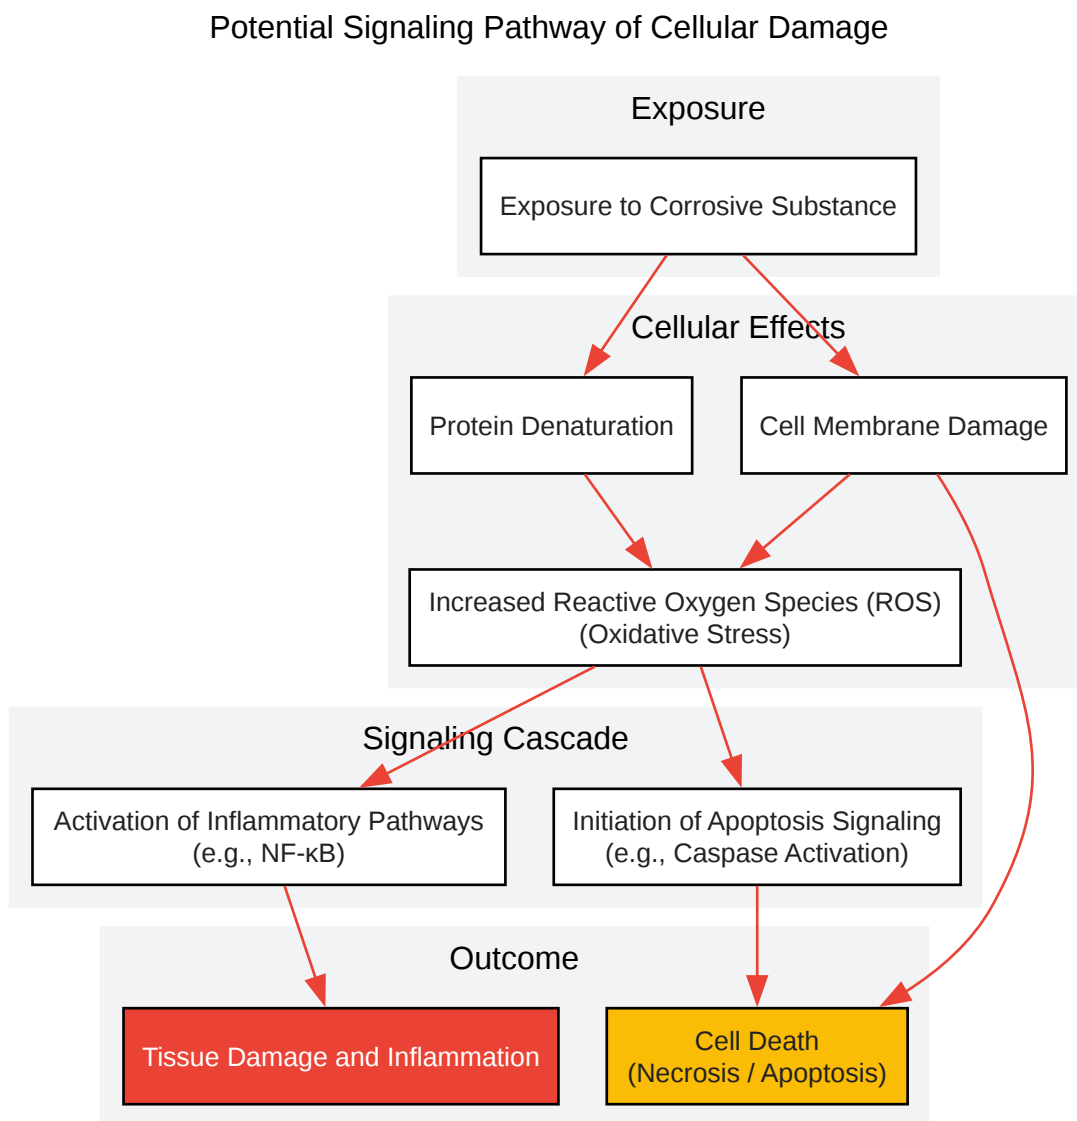 Potential Signaling Pathway of Cellular Damage
Exposure
Exposure to Corrosive Substance
Cellular Effects
Protein Denaturation
Cell Membrane Damage
Increased Reactive Oxygen Species (ROS)
(Oxidative Stress)
Signaling Cascade
Activation of Inflammatory Pathways
(e.g., NF-κB)
Initiation of Apoptosis Signaling
(e.g., Caspase Activation)
Outcome
Tissue Damage and Inflammation
Cell Death
(Necrosis / Apoptosis)